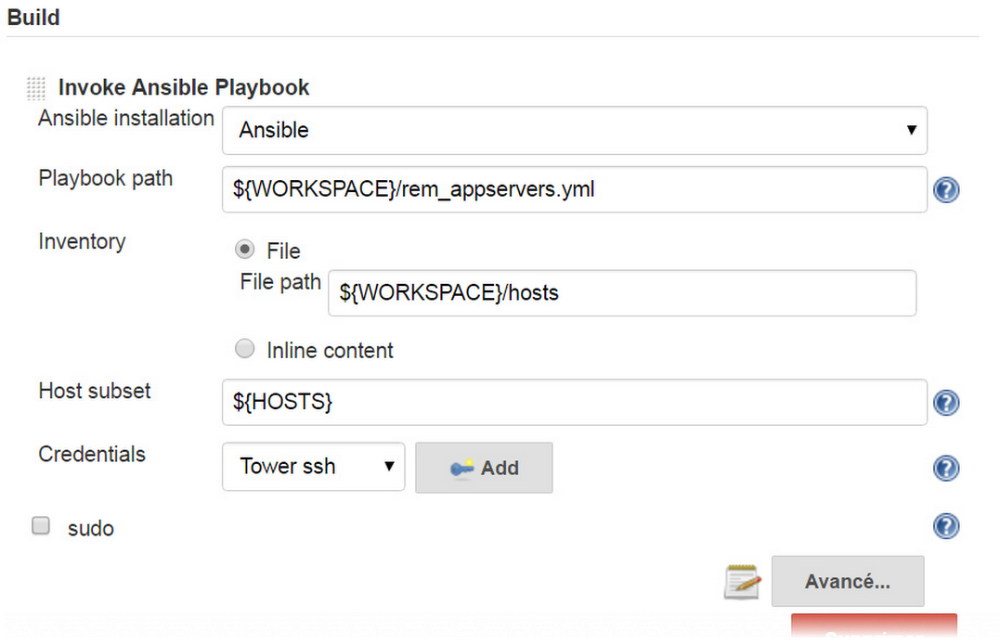 Build
Invoke Ansible Playbook
Ansible installation
Ansible
Playbook path
${WORKSPACE}/rem_appservers.yml
Inventory
File
File path
${WORKSPACE}/hosts
Inline content
Host subset
${HOSTS}
Credentials
Tower ssh
Add
sudo
Avancé...